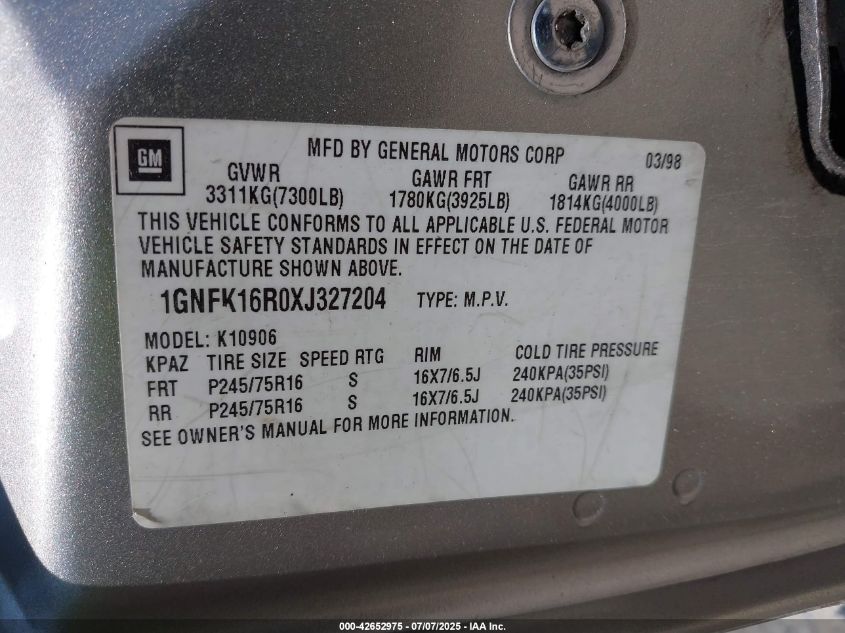 GM
MFD BY GENERAL MOTORS CORP 03/98
GVWR GAWR FRT GAWR RR
3311KG(7300LB) 1780KG(3925LB) 1814KG(4000LB)
THIS VEHICLE CONFORMS TO ALL APPLICABLE U.S. FEDERAL MOTOR
VEHICLE SAFETY STANDARDS IN EFFECT ON THE DATE OF
MANUFACTURE SHOWN ABOVE.
1GNFK16R0XJ327204 TYPE: M.P.V.
MODEL: K10906
KPAZ TIRE SIZE SPEED RTG RIM COLD TIRE PRESSURE
FRT P245/75R16 S 16X7/6.5J 240KPA(35PSI)
RR P245/75R16 S 16X7/6.5J 240KPA(35PSI)
SEE OWNER'S MANUAL FOR MORE INFORMATION.
000-42652975 - 07/07/2025 - IAA Inc.